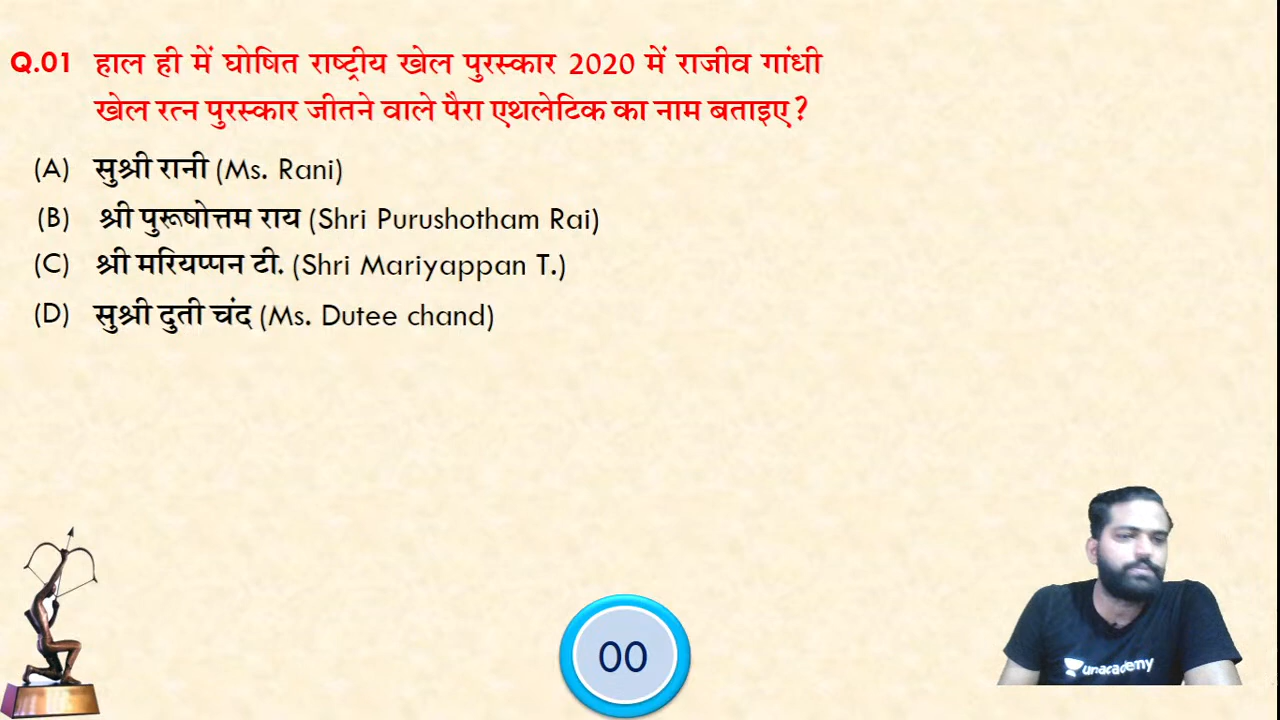 Q.01 हाल ही में घोषित राष्ट्रीय खेल पुरस्कार 2020 में राजीव गांधी
खेल रत्न पुरस्कार जीतने वाले पैरा एथलेटिक का नाम बताइए?
(A) सुश्री रानी (Ms. Rani)
(B) श्री पुरूषोत्तम राय (Shri Purushotham Rai)
(C) श्री मरियप्पन टी. (Shri Mariyappan T.)
(D) सुश्री दुती चंद (Ms. Dutee chand)
00
unacademy